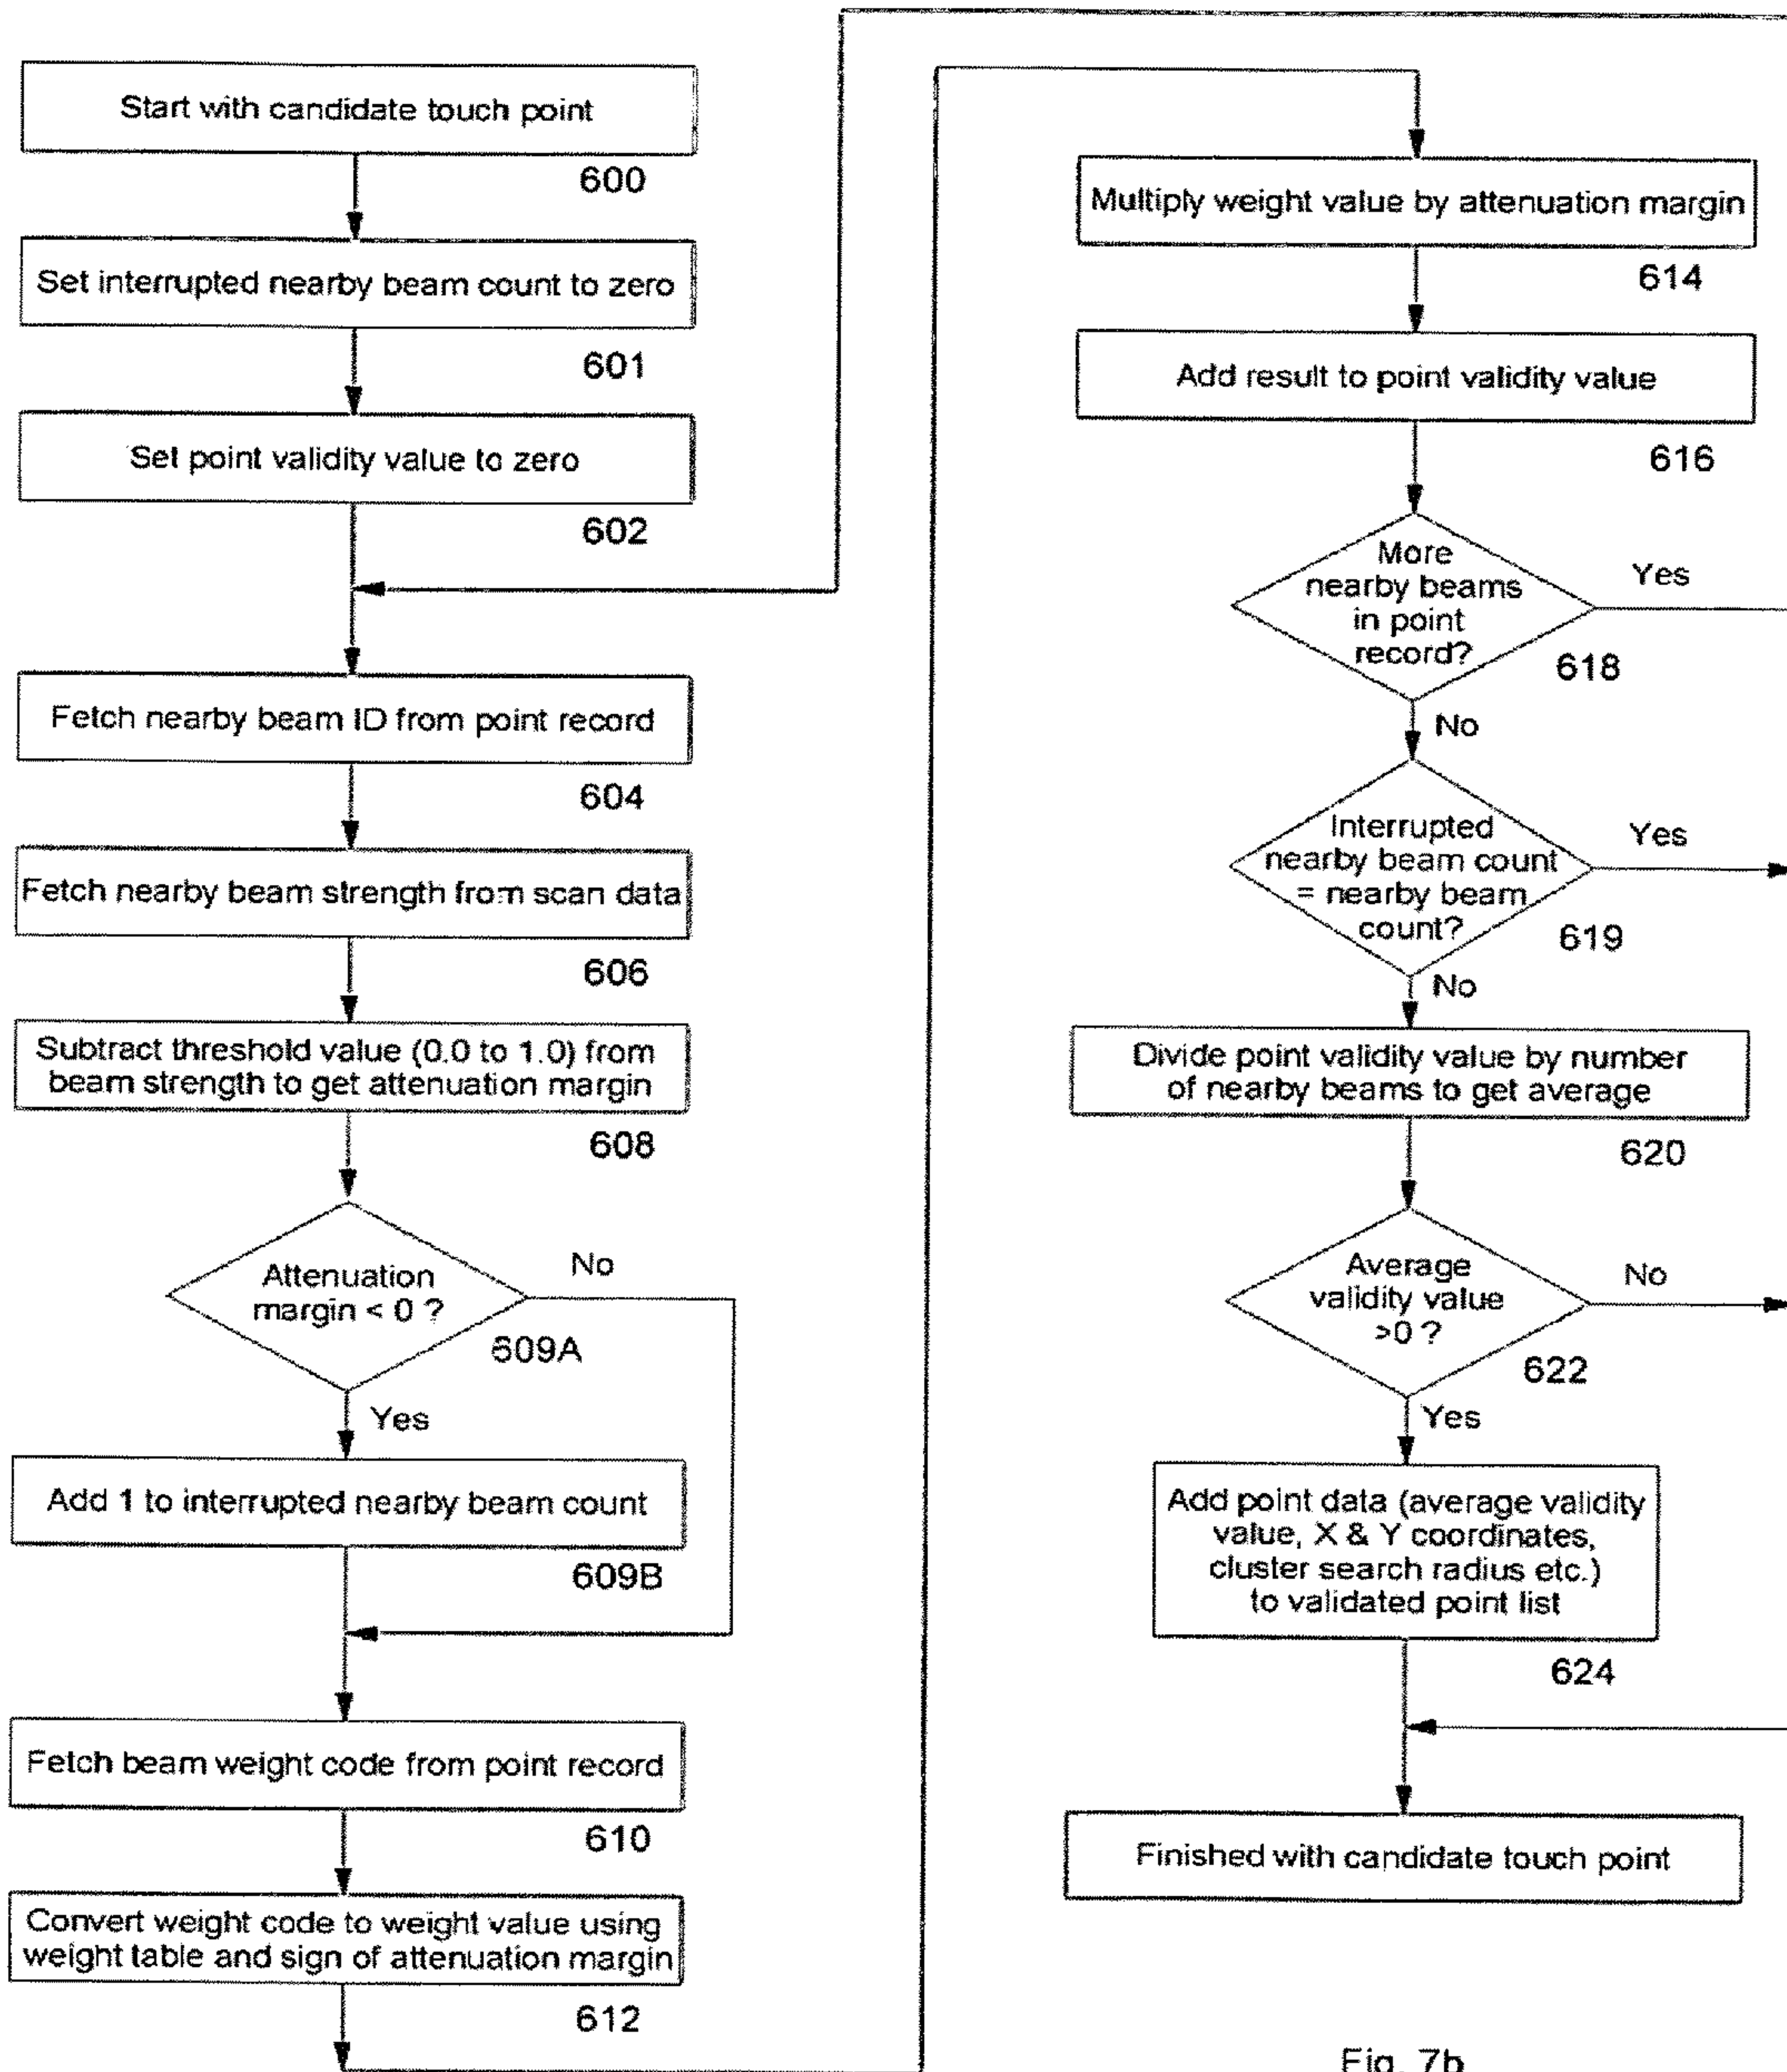 Start with candidate touch point
600
Set interrupted nearby beam count to zero
601
Set point validity value to zero
602
Fetch nearby beam ID from point record
604
Fetch nearby beam strength from scan data
606
Subtract threshold value (0.0 to 1.0) from
beam strength to get attenuation margin
608
Attenuation
margin < 0 ?
No
609A
Yes
Add 1 to interrupted nearby beam count
609B
Fetch beam weight code from point record
610
Convert weight code to weight value using
weight table and sign of attenuation margin
612
Multiply weight value by attenuation margin
614
Add result to point validity value
616
More
nearby beams
in point
record?
Yes
618
No
Interrupted
nearby beam count
= nearby beam
count?
Yes
619
No
Divide point validity value by number
of nearby beams to get average
620
Average
validity value
>0 ?
No
622
Yes
Add point data (average validity
value, X & Y coordinates,
cluster search radius etc.)
to validated point list
624
Finished with candidate touch point
Fig. 7b